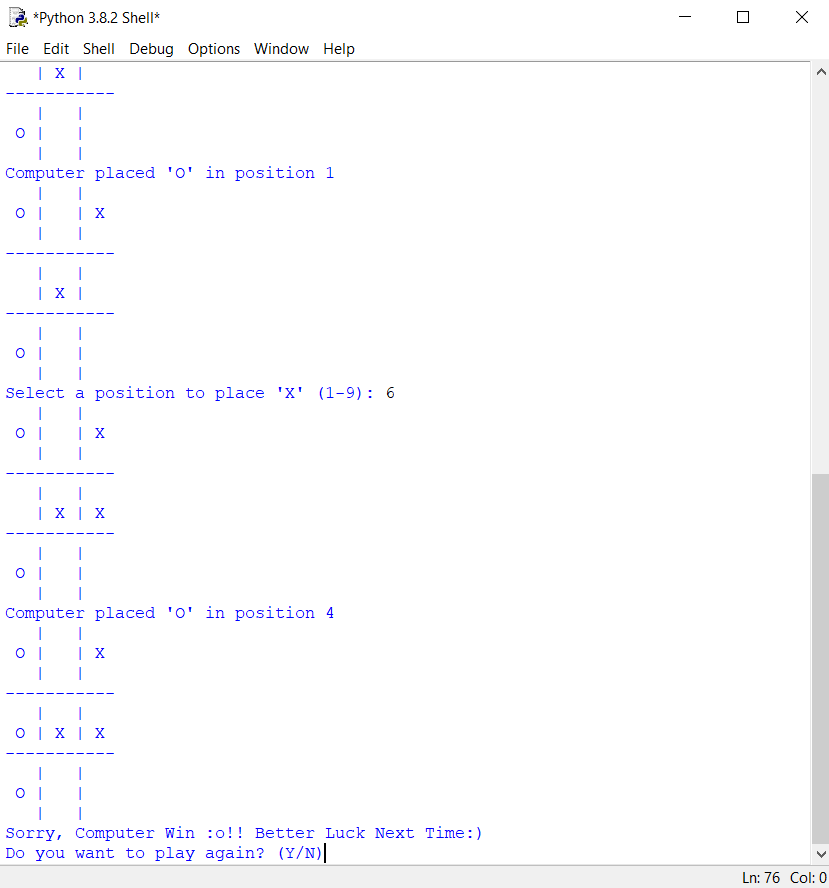 *Python 3.8.2 Shell*
File Edit Shell Debug Options Window Help
   | X |
-----------
   |   |
 O |   |
   |   |
Computer placed 'O' in position 1
   |   |
 O |   | X
   |   |
-----------
   |   |
   | X |
-----------
   |   |
 O |   |
   |   |
Select a position to place 'X' (1-9): 6
   |   |
 O |   | X
   |   |
-----------
   |   |
   | X | X
-----------
   |   |
 O |   |
   |   |
Computer placed 'O' in position 4
   |   |
 O |   | X
   |   |
-----------
   |   |
 O | X | X
-----------
   |   |
 O |   |
   |   |
Sorry, Computer Win :o!! Better Luck Next Time:)
Do you want to play again? (Y/N)
Ln: 76 Col: 0